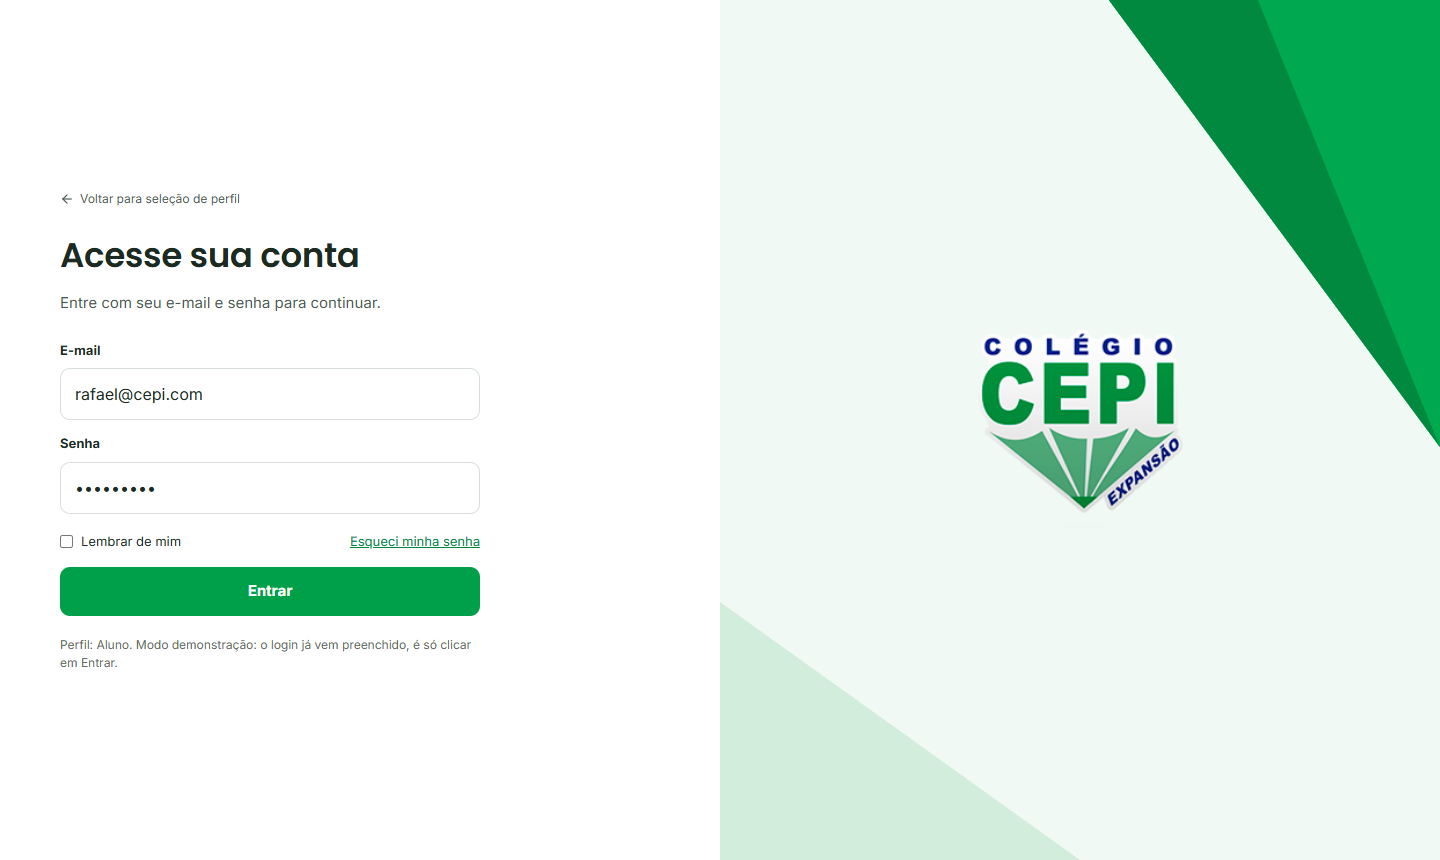 Voltar para seleção de perfil
Acesse sua conta
Entre com seu e-mail e senha para continuar.
E-mail
rafael@cepi.com
Senha
•••••••••
Lembrar de mim
Esqueci minha senha
Entrar
Perfil: Aluno. Modo demonstração: o login já vem preenchido, é só clicar
em Entrar.
COLÉGIO
CEPI
EXPANSÃO